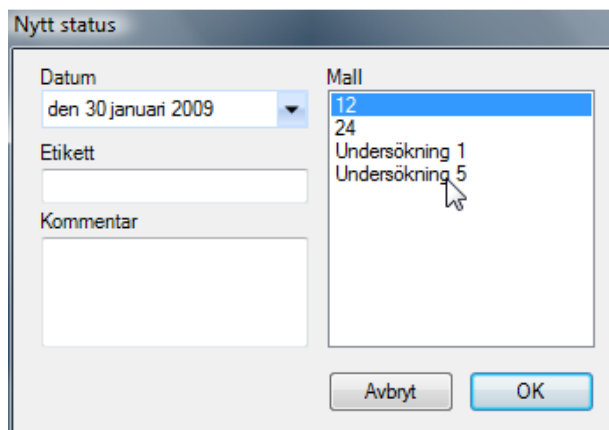 Nytt status
Datum
den 30 januari 2009
Etikett
Kommentar
Mall
12
24
Undersökning 1
Undersökning 5
Avbryt
OK